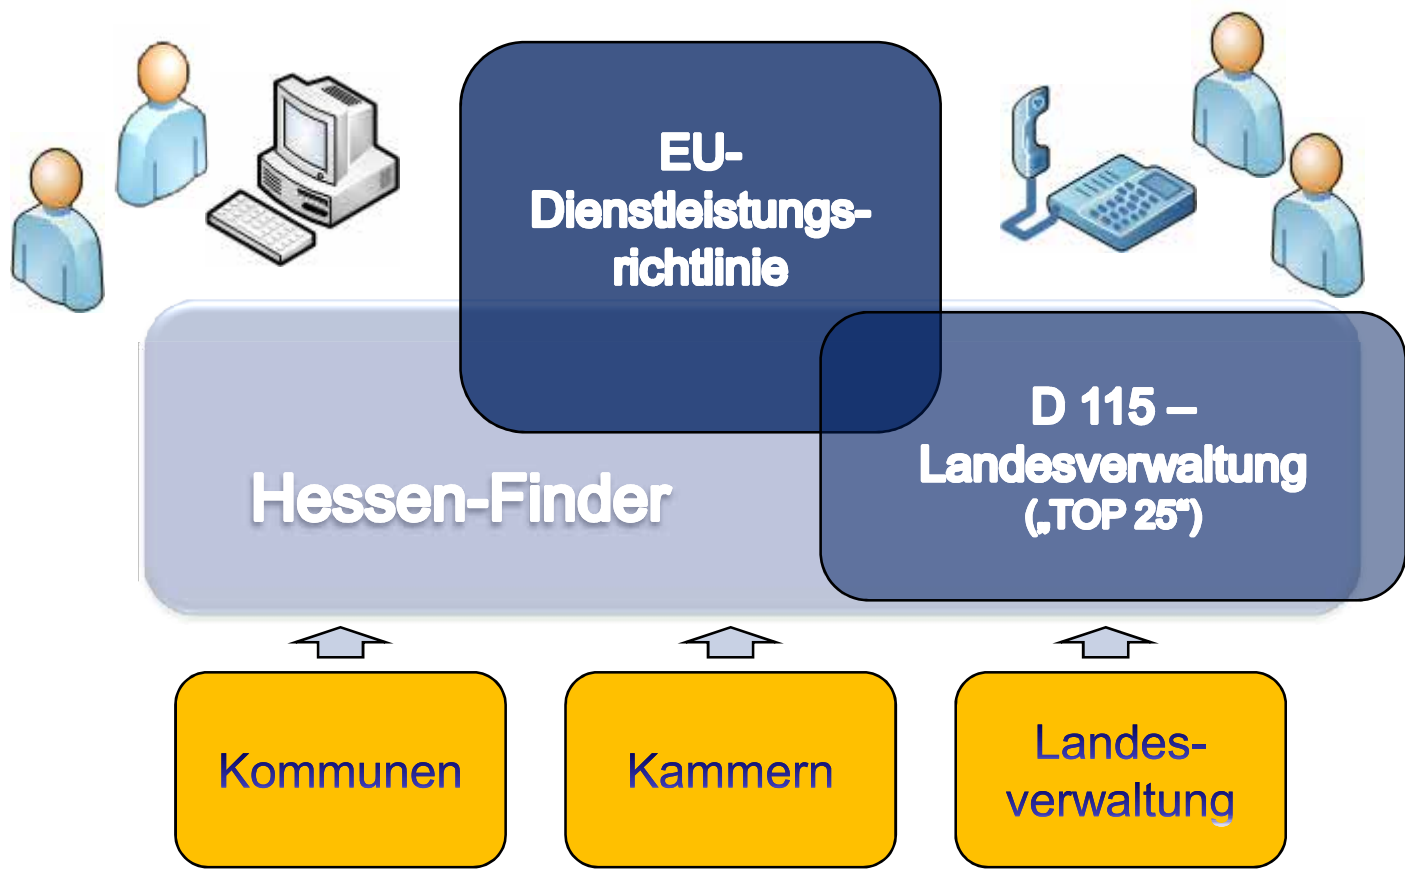 EU-
Dienstleistungs-
richtlinie
D 115 –
Landesverwaltung
(„TOP 25“)
Hessen-Finder
Kommunen
Kammern
Landes-
verwaltung